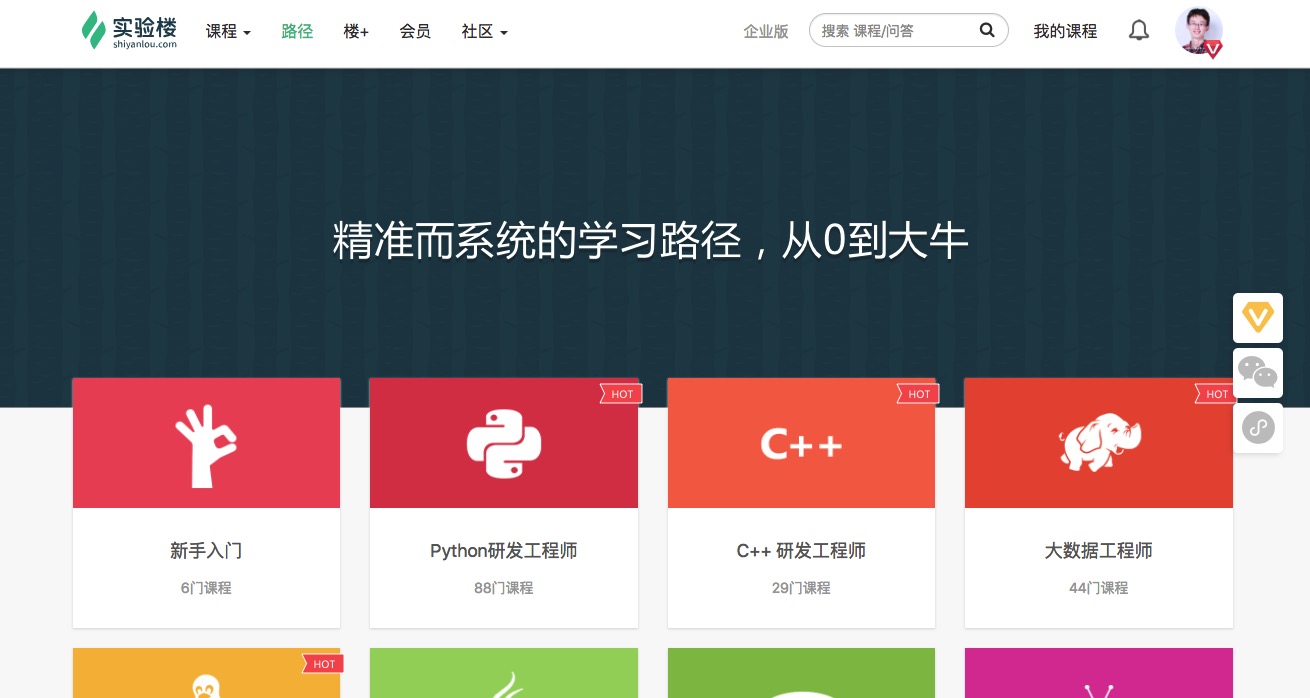 实验楼
shiyanlou.com
课程 路径 楼+ 会员 社区 企业版 搜索 课程/问答 我的课程
精准而系统的学习路径，从0到大牛
HOT HOT HOT
C++
新手入门 Python研发工程师 C++ 研发工程师 大数据工程师
6门课程 88门课程 29门课程 44门课程
HOT